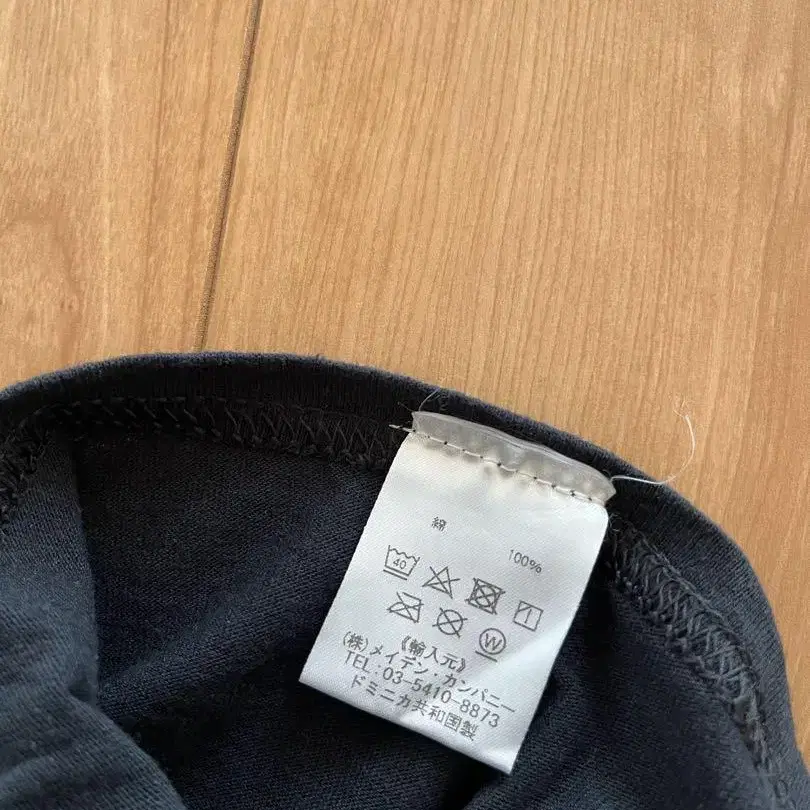 綿 100%
40
W
《輸入元》
(株)メイデン・カンパニー
TEL:03-5410-8873
ドミニカ共和国製